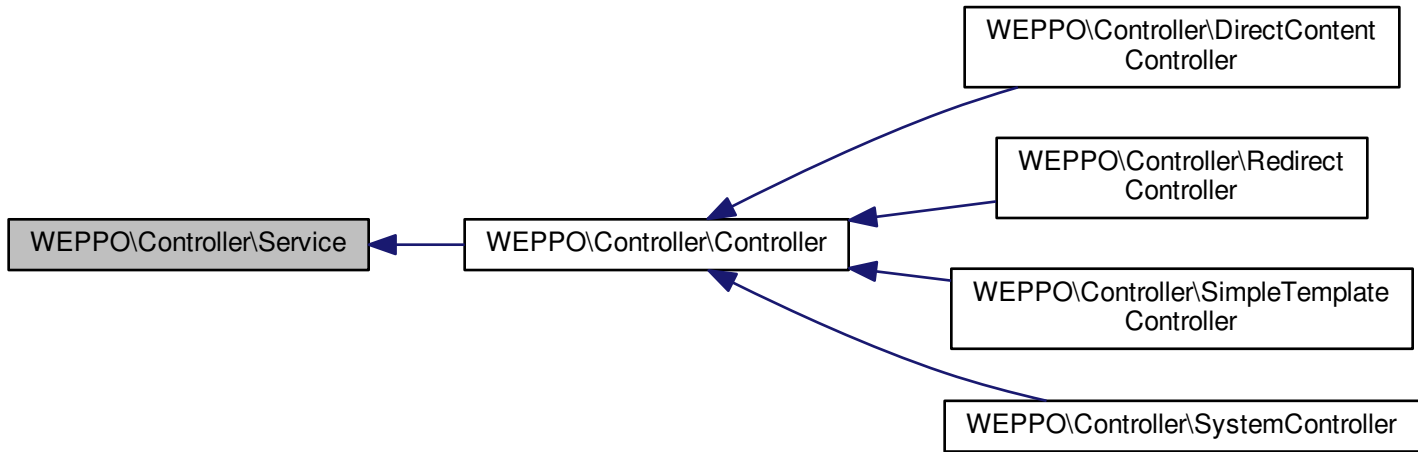 WEPPO\Controller\DirectContent
Controller
WEPPO\Controller\Redirect
Controller
WEPPO\Controller\Service
WEPPO\Controller\Controller
WEPPO\Controller\SimpleTemplate
Controller
WEPPO\Controller\SystemController